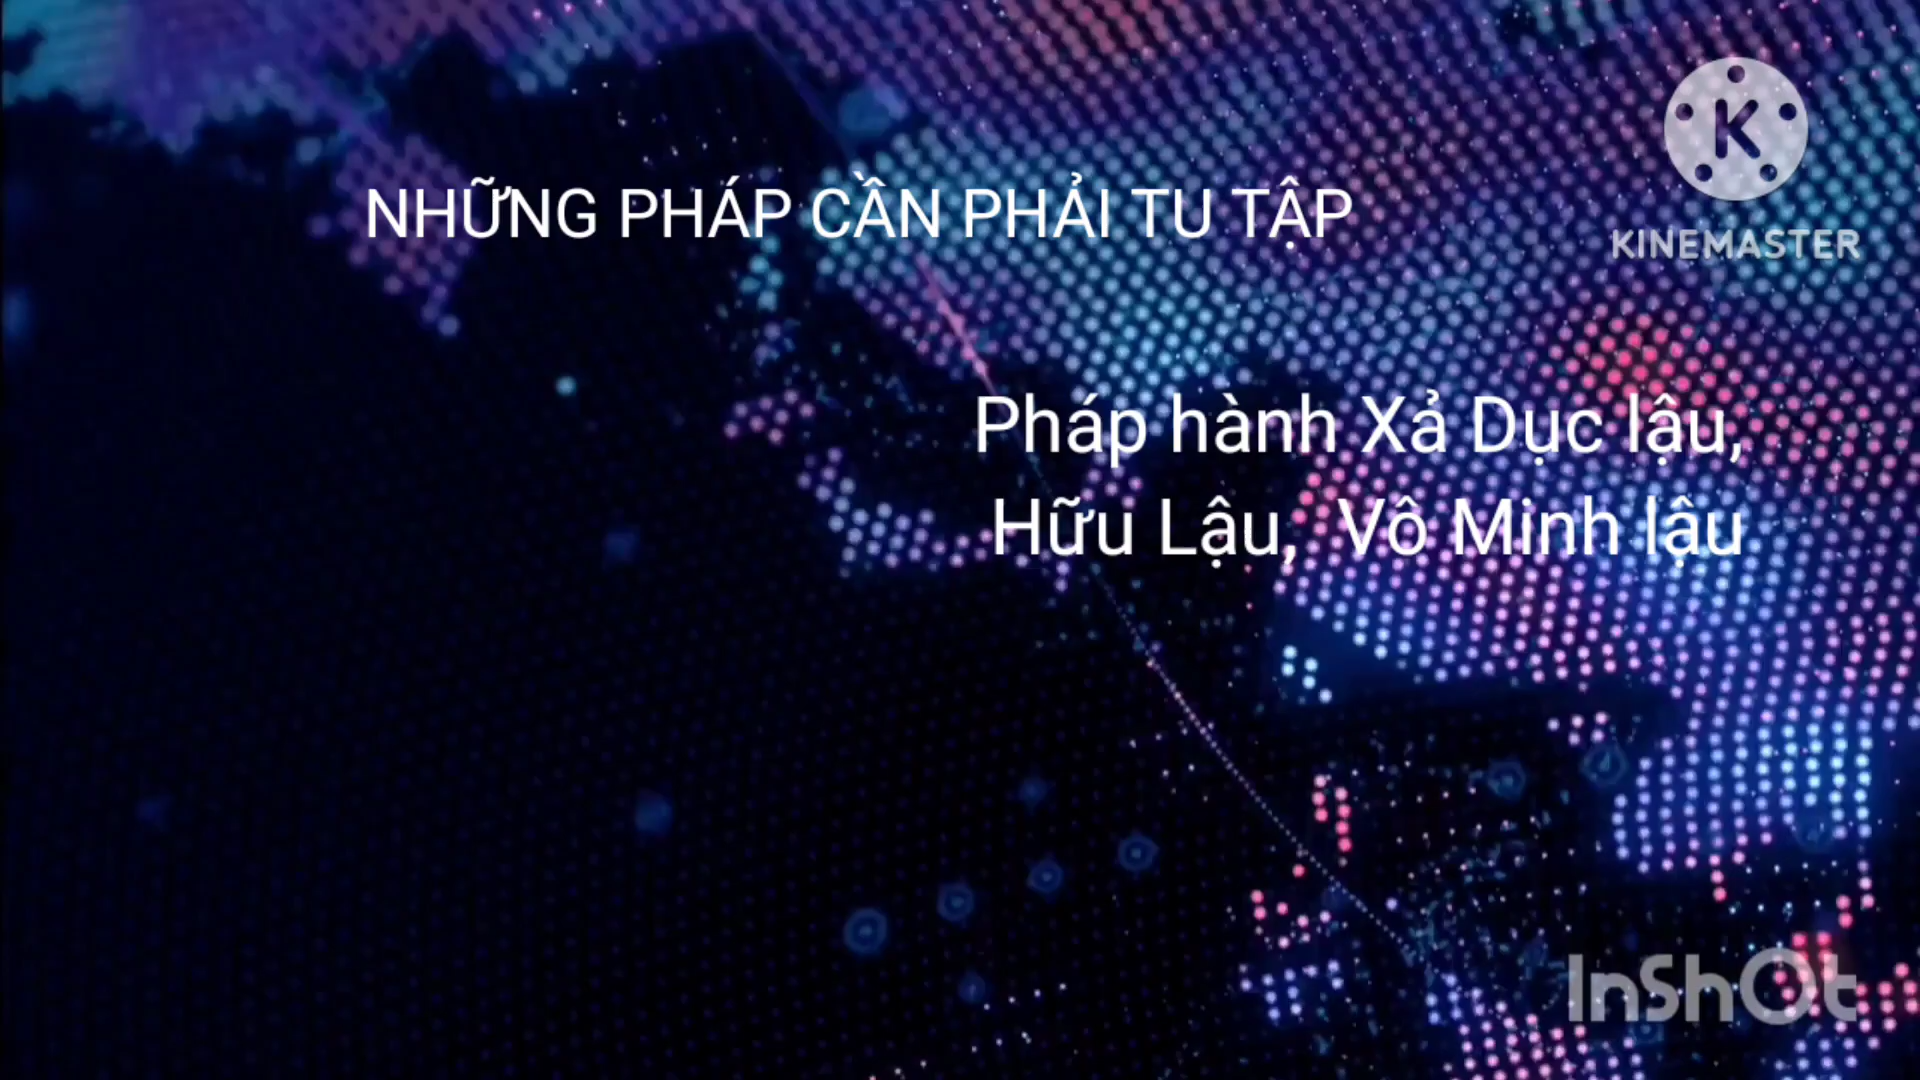 K
KINEMASTER
NHỮNG PHÁP CẦN PHẢI TU TẬP
Pháp hành Xả Dục lậu,
Hữu Lậu, Vô Minh lậu
InShOt